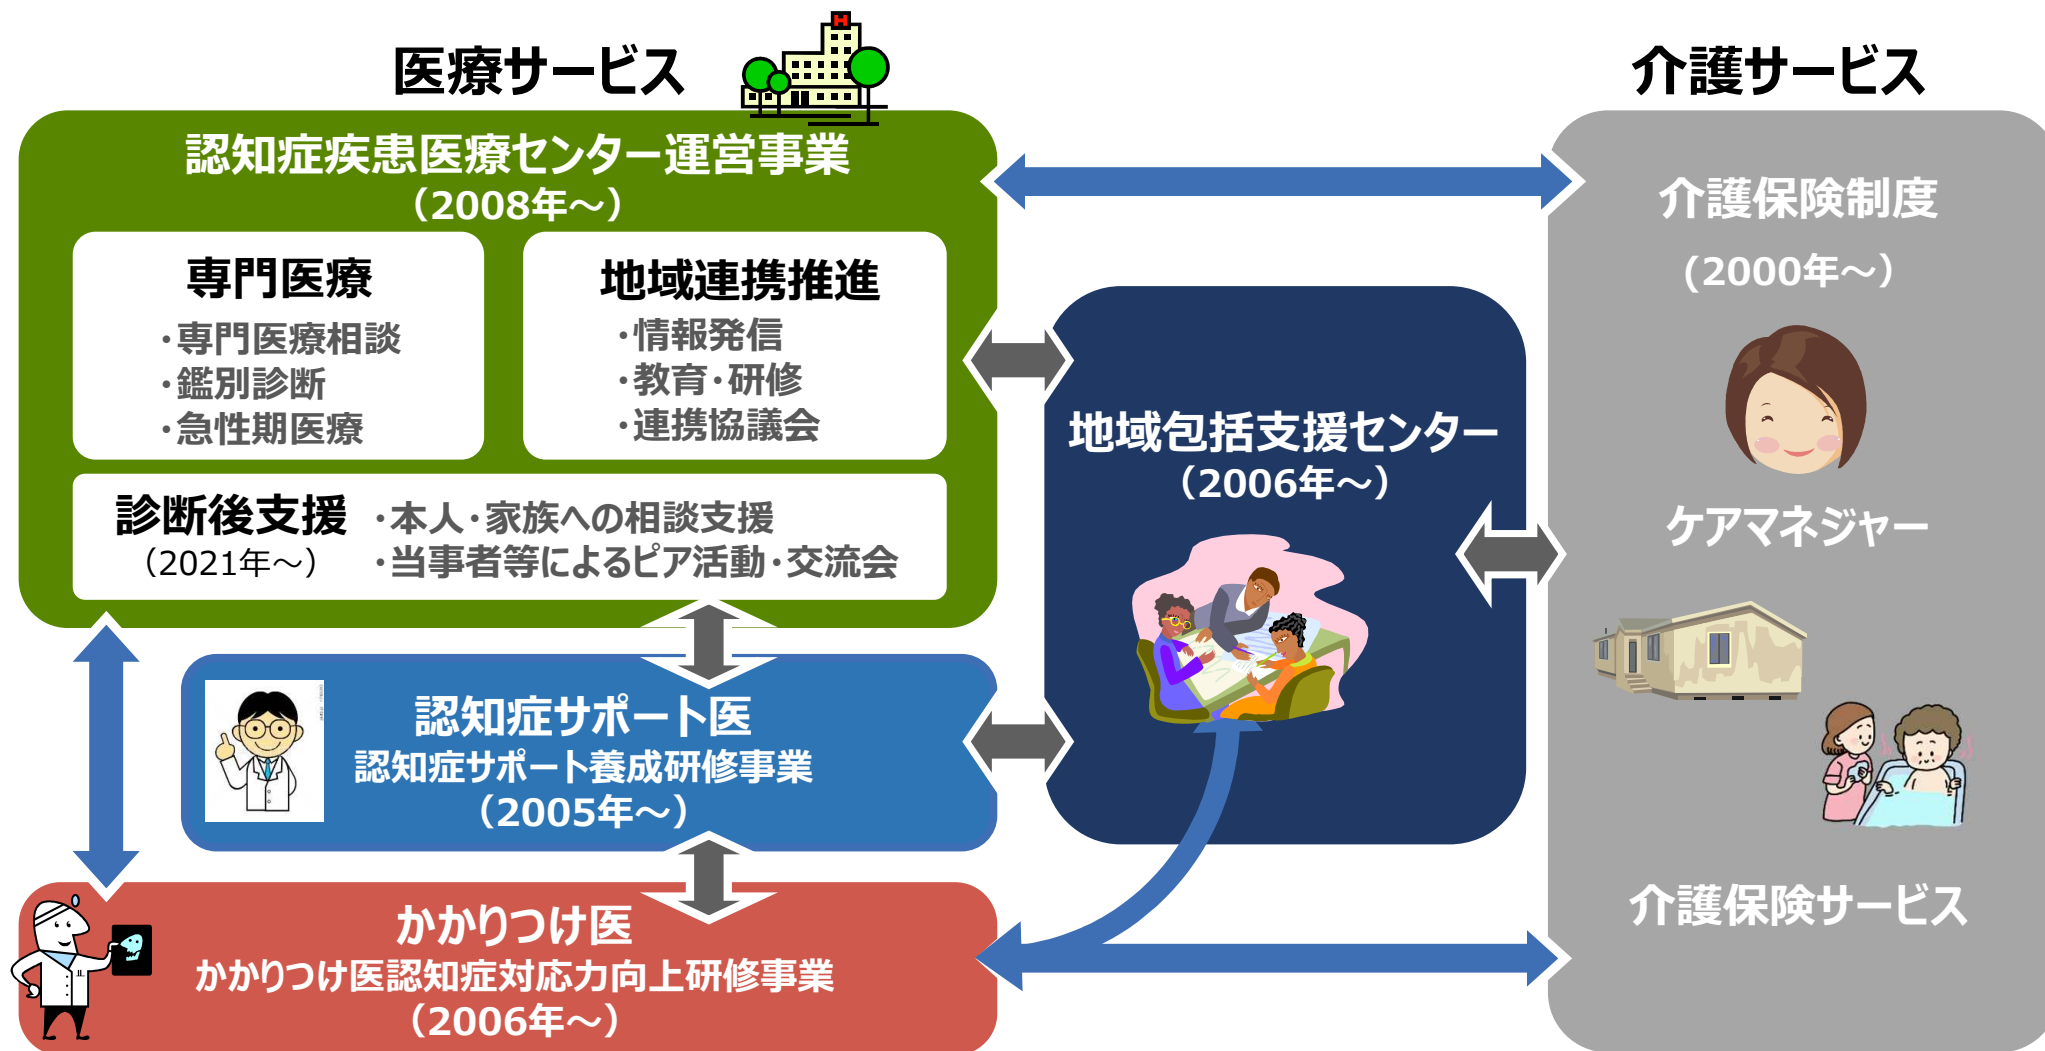 医療サービス
認知症疾患医療センター運営事業
（2008年～）
専門医療
・専門医療相談
・鑑別診断
・急性期医療
地域連携推進
・情報発信
・教育・研修
・連携協議会
診断後支援
（2021年～）
・本人・家族への相談支援
・当事者等によるピア活動・交流会
認知症サポート医
認知症サポート養成研修事業
（2005年～）
かかりつけ医
かかりつけ医認知症対応力向上研修事業
（2006年～）
地域包括支援センター
（2006年～）
介護サービス
介護保険制度
(2000年～）
ケアマネジャー
介護保険サービス
H